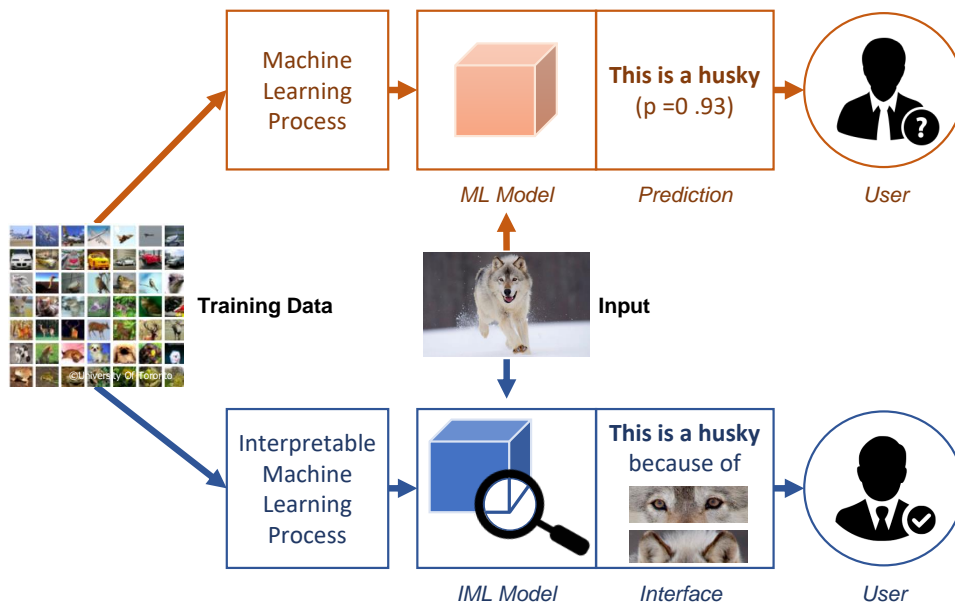 Machine
Learning
Process
This is a husky
(p =0 .93)
?
ML Model
Prediction
User
Training Data
Input
©University Of Toronto
Interpretable
Machine
Learning
Process
This is a husky
because of
IML Model
Interface
User